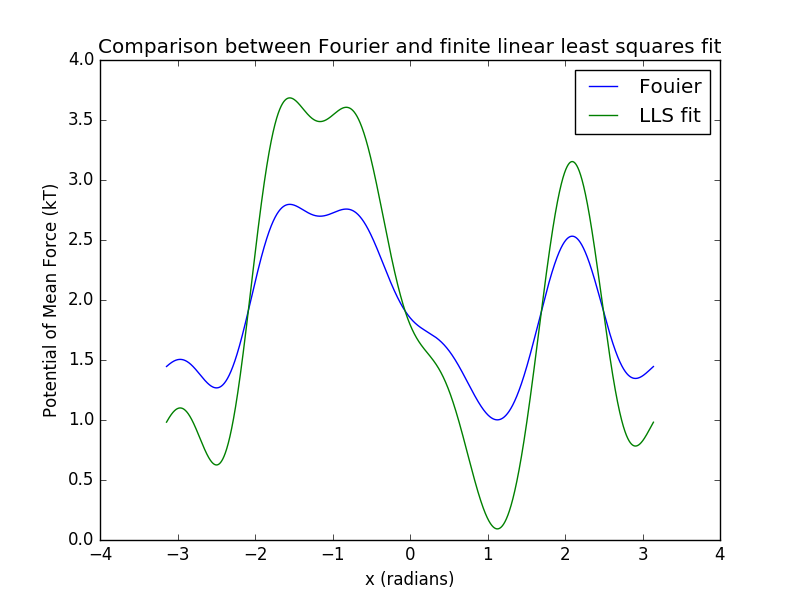 Comparison between Fourier and finite linear least squares fit
4.0
3.5
3.0
2.5
2.0
1.5
1.0
0.5
0.0
Potential of Mean Force (kT)
Fouier
LLS fit
−4 −3 −2 −1 0 1 2 3 4
x (radians)